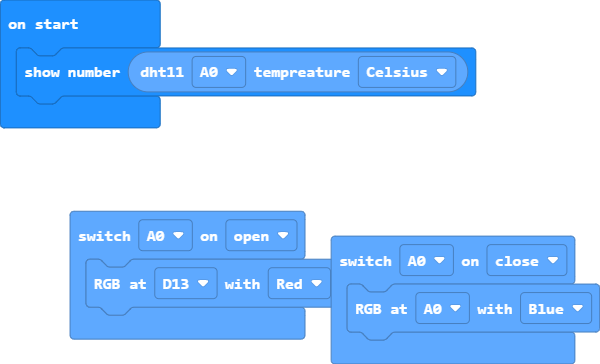 on start
show number dht11 A0 tempreature Celsius
switch A0 on open
RGB at D13 with Red
switch A0 on close
RGB at A0 with Blue